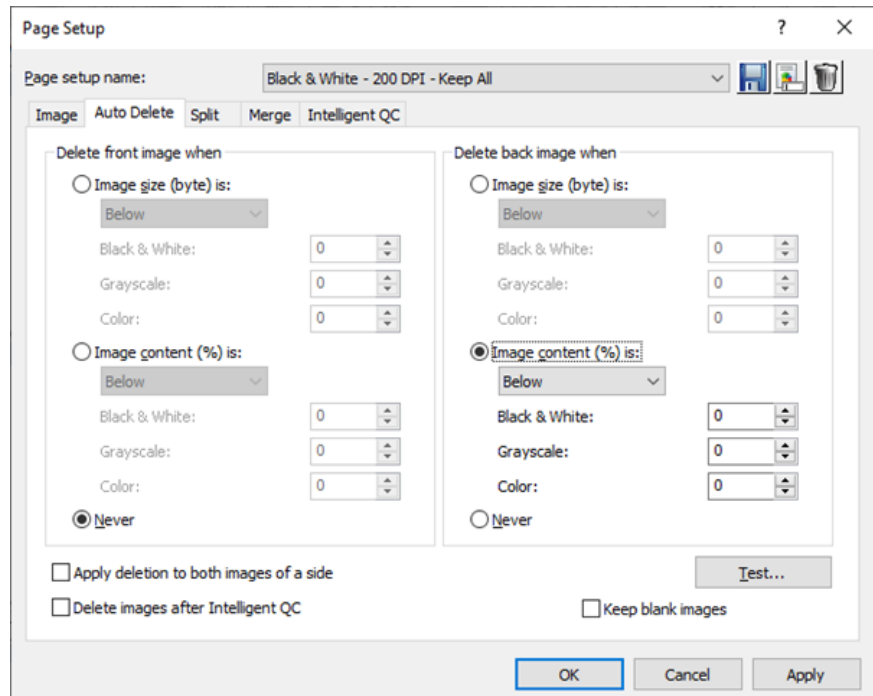 Page Setup
Page setup name: Black & White - 200 DPI - Keep All
Image Auto Delete Split Merge Intelligent QC
Delete front image when
Image size (byte) is:
Below
Black & White: 0
Grayscale: 0
Color: 0
Image content (%) is:
Below
Black & White: 0
Grayscale: 0
Color: 0
Never
Delete back image when
Image size (byte) is:
Below
Black & White: 0
Grayscale: 0
Color: 0
Image content (%) is:
Below
Black & White: 0
Grayscale: 0
Color: 0
Never
Apply deletion to both images of a side
Test...
Delete images after Intelligent QC
Keep blank images
OK Cancel Apply